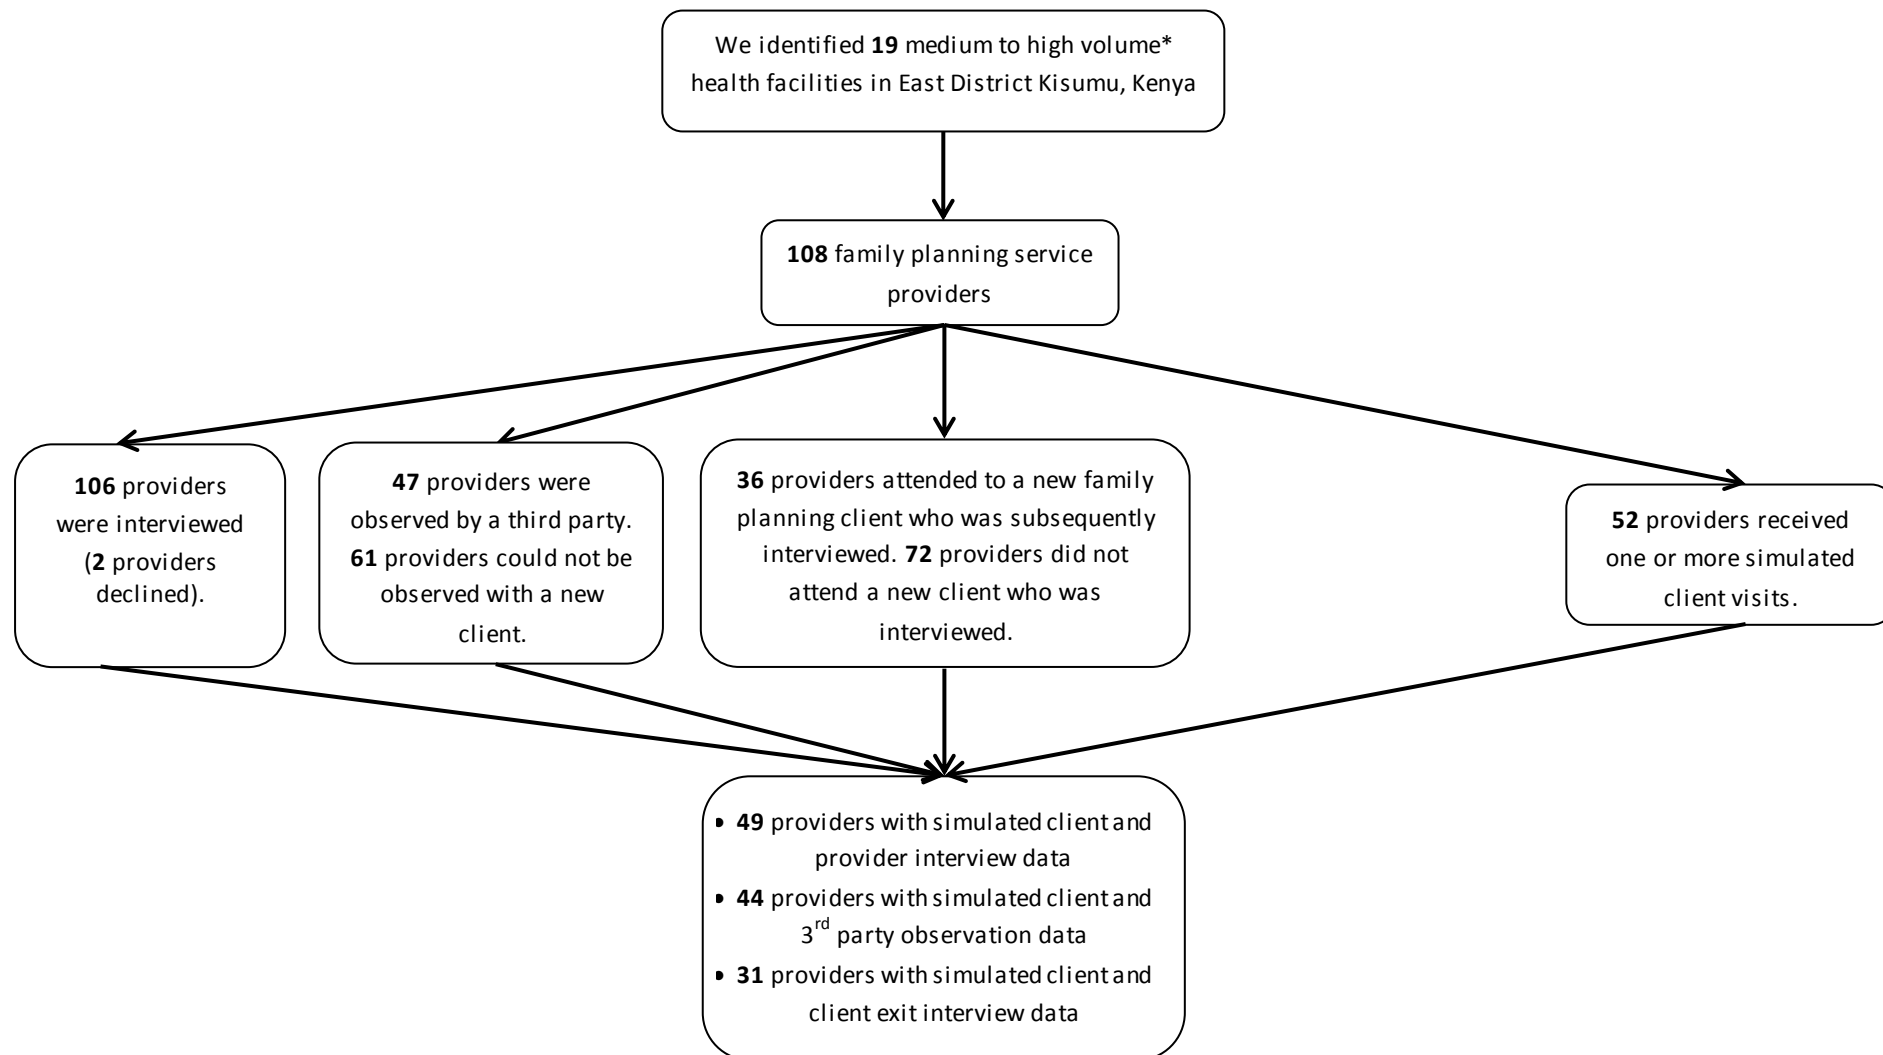 We identified 19 medium to high volume*
health facilities in East District Kisumu, Kenya
108 family planning service
providers
106 providers
were interviewed
(2 providers
declined).
47 providers were
observed by a third party.
61 providers could not be
observed with a new
client.
36 providers attended to a new family
planning client who was subsequently
interviewed. 72 providers did not
attend a new client who was
interviewed.
52 providers received
one or more simulated
client visits.
• 49 providers with simulated client and
provider interview data
• 44 providers with simulated client and
3rd party observation data
• 31 providers with simulated client and
client exit interview data